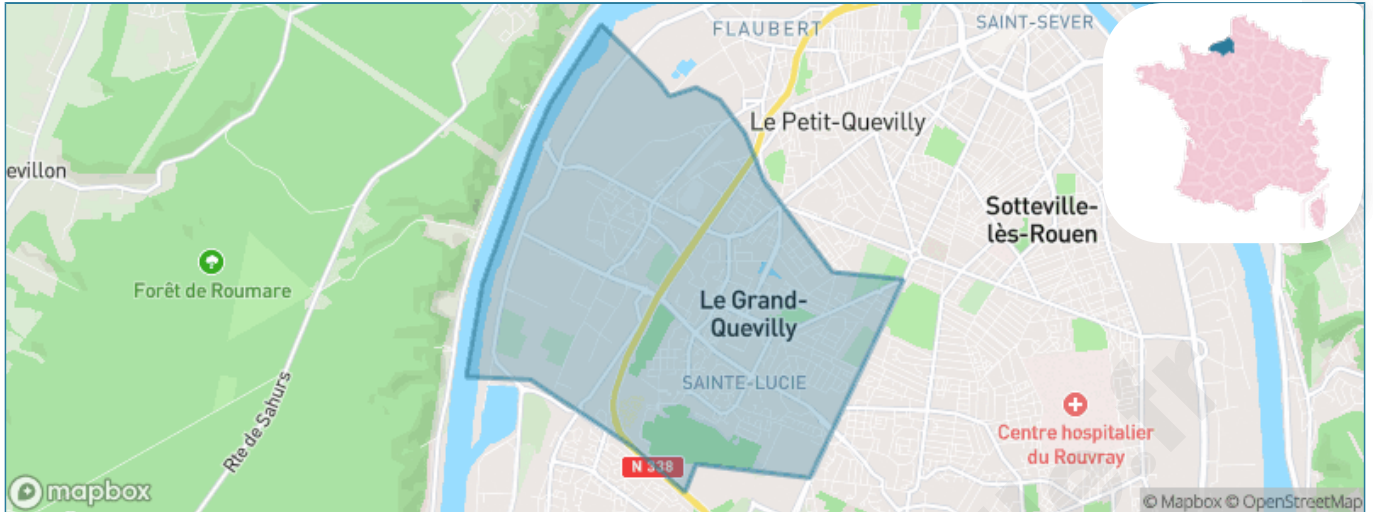 FLAUBERT
SAINT-SEVER
Le Petit-Quevilly
evillon
Sotteville-
lès-Rouen
Forêt de Roumare
Le Grand-
Quevilly
SAINTE-LUCIE
Rte de Sahurs
Centre hospitalier
du Rouvray
N 338
mapbox
© Mapbox © OpenStreetMap